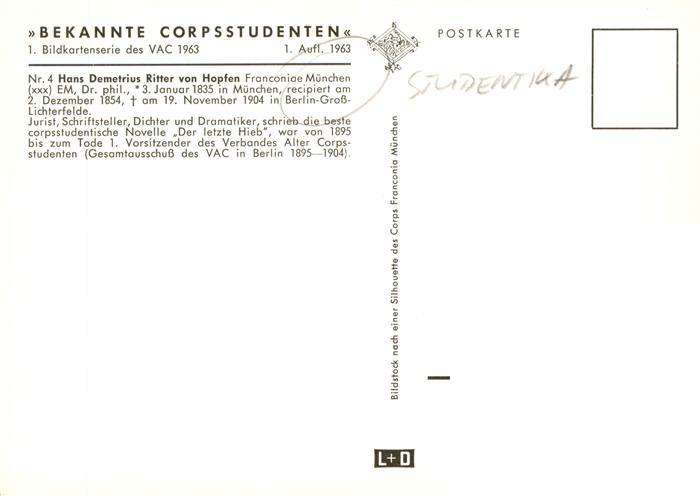 »BEKANNTE CORPSSTUDENTEN«
1. Bildkartenserie des VAC 1963 1. Aufl. 1963
Nr. 4 Hans Demetrius Ritter von Hopfen Franconiae München
(xxx) EM, Dr. phil., * 3. Januar 1835 in München, recipiert am
2. Dezember 1854, † am 19. November 1904 in Berlin-Groß-
Lichterfelde.
Jurist, Schriftsteller, Dichter und Dramatiker, schrieb die beste
corpsstudentische Novelle „Der letzte Hieb", war von 1895
bis zum Tode 1. Vorsitzender des Verbandes Alter Corps-
studenten (Gesamtausschuß des VAC in Berlin 1895—1904).
POSTKARTE
STUDENTIKA
Bildstock nach einer Silhouette des Corps Franconia München
L+D